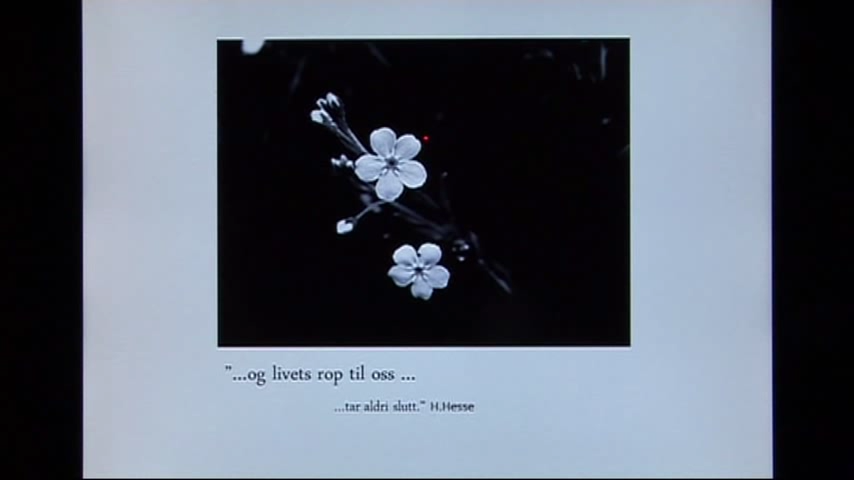 "...og livets rop til oss ...
...tar aldri slutt." H.Hesse